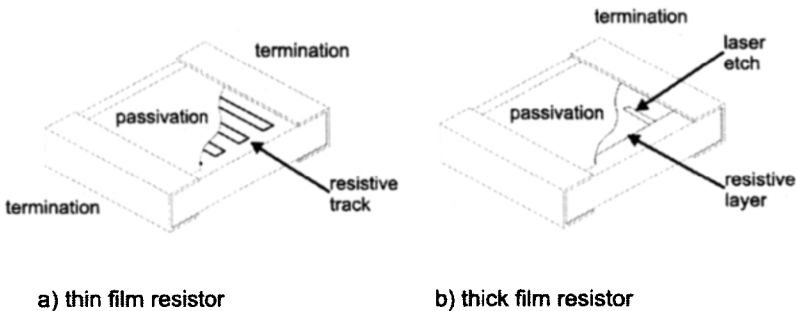 termination
passivation
resistive
track
termination
a) thin film resistor
termination
laser
etch
passivation
resistive
layer
b) thick film resistor